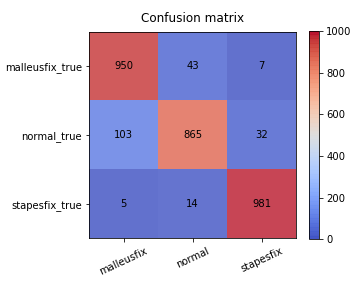 Confusion matrix
malleusfix_true 950 43 7
normal_true 103 865 32
stapesfix_true 5 14 981
malleusfix normal stapesfix
1000
800
600
400
200
0